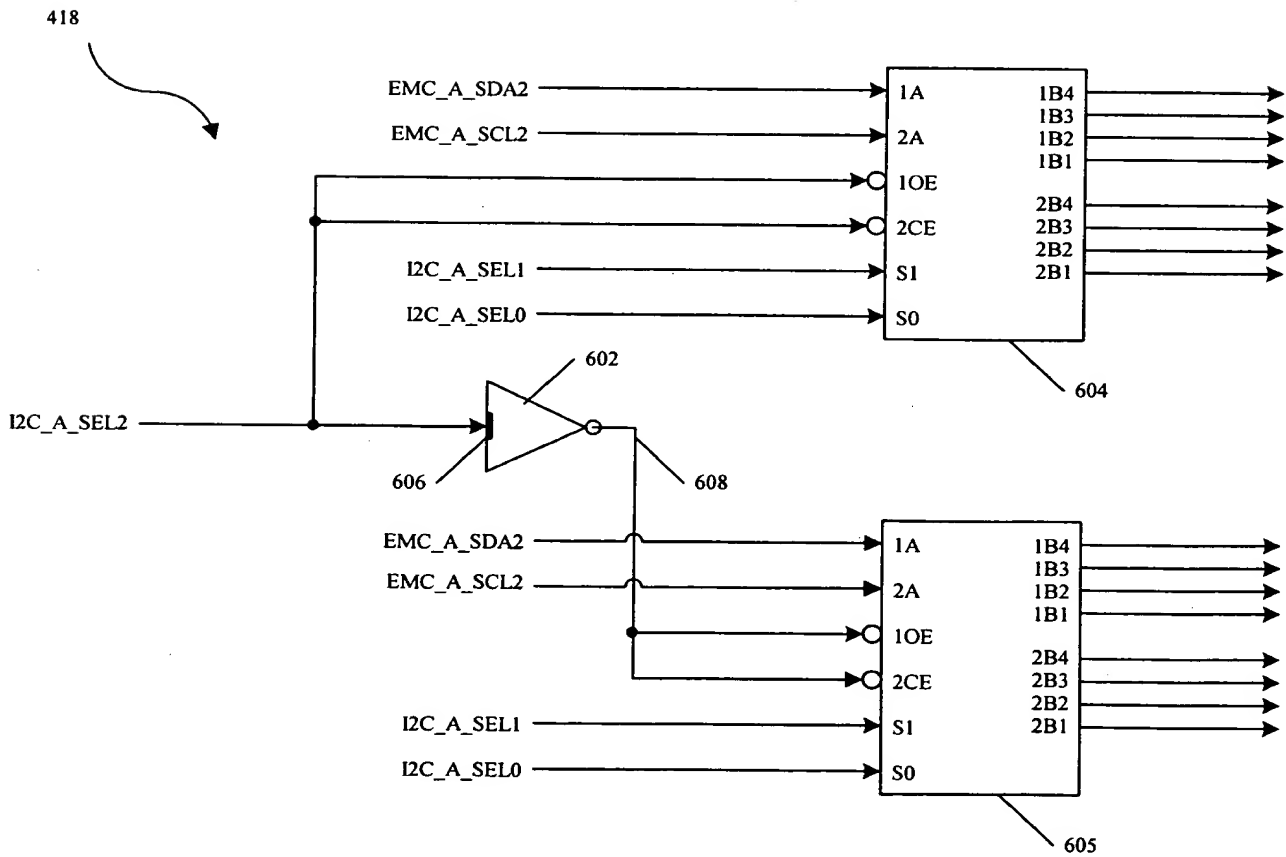 418
EMC_A_SDA2
1A
1B4
1B3
EMC_A_SCL2
2A
1B2
1B1
1OE
2B4
2CE
2B3
2B2
I2C_A_SEL1
S1
2B1
I2C_A_SEL0
S0
602
604
I2C_A_SEL2
606
608
EMC_A_SDA2
1A
1B4
1B3
EMC_A_SCL2
2A
1B2
1B1
1OE
2B4
2CE
2B3
2B2
I2C_A_SEL1
S1
2B1
I2C_A_SEL0
S0
605